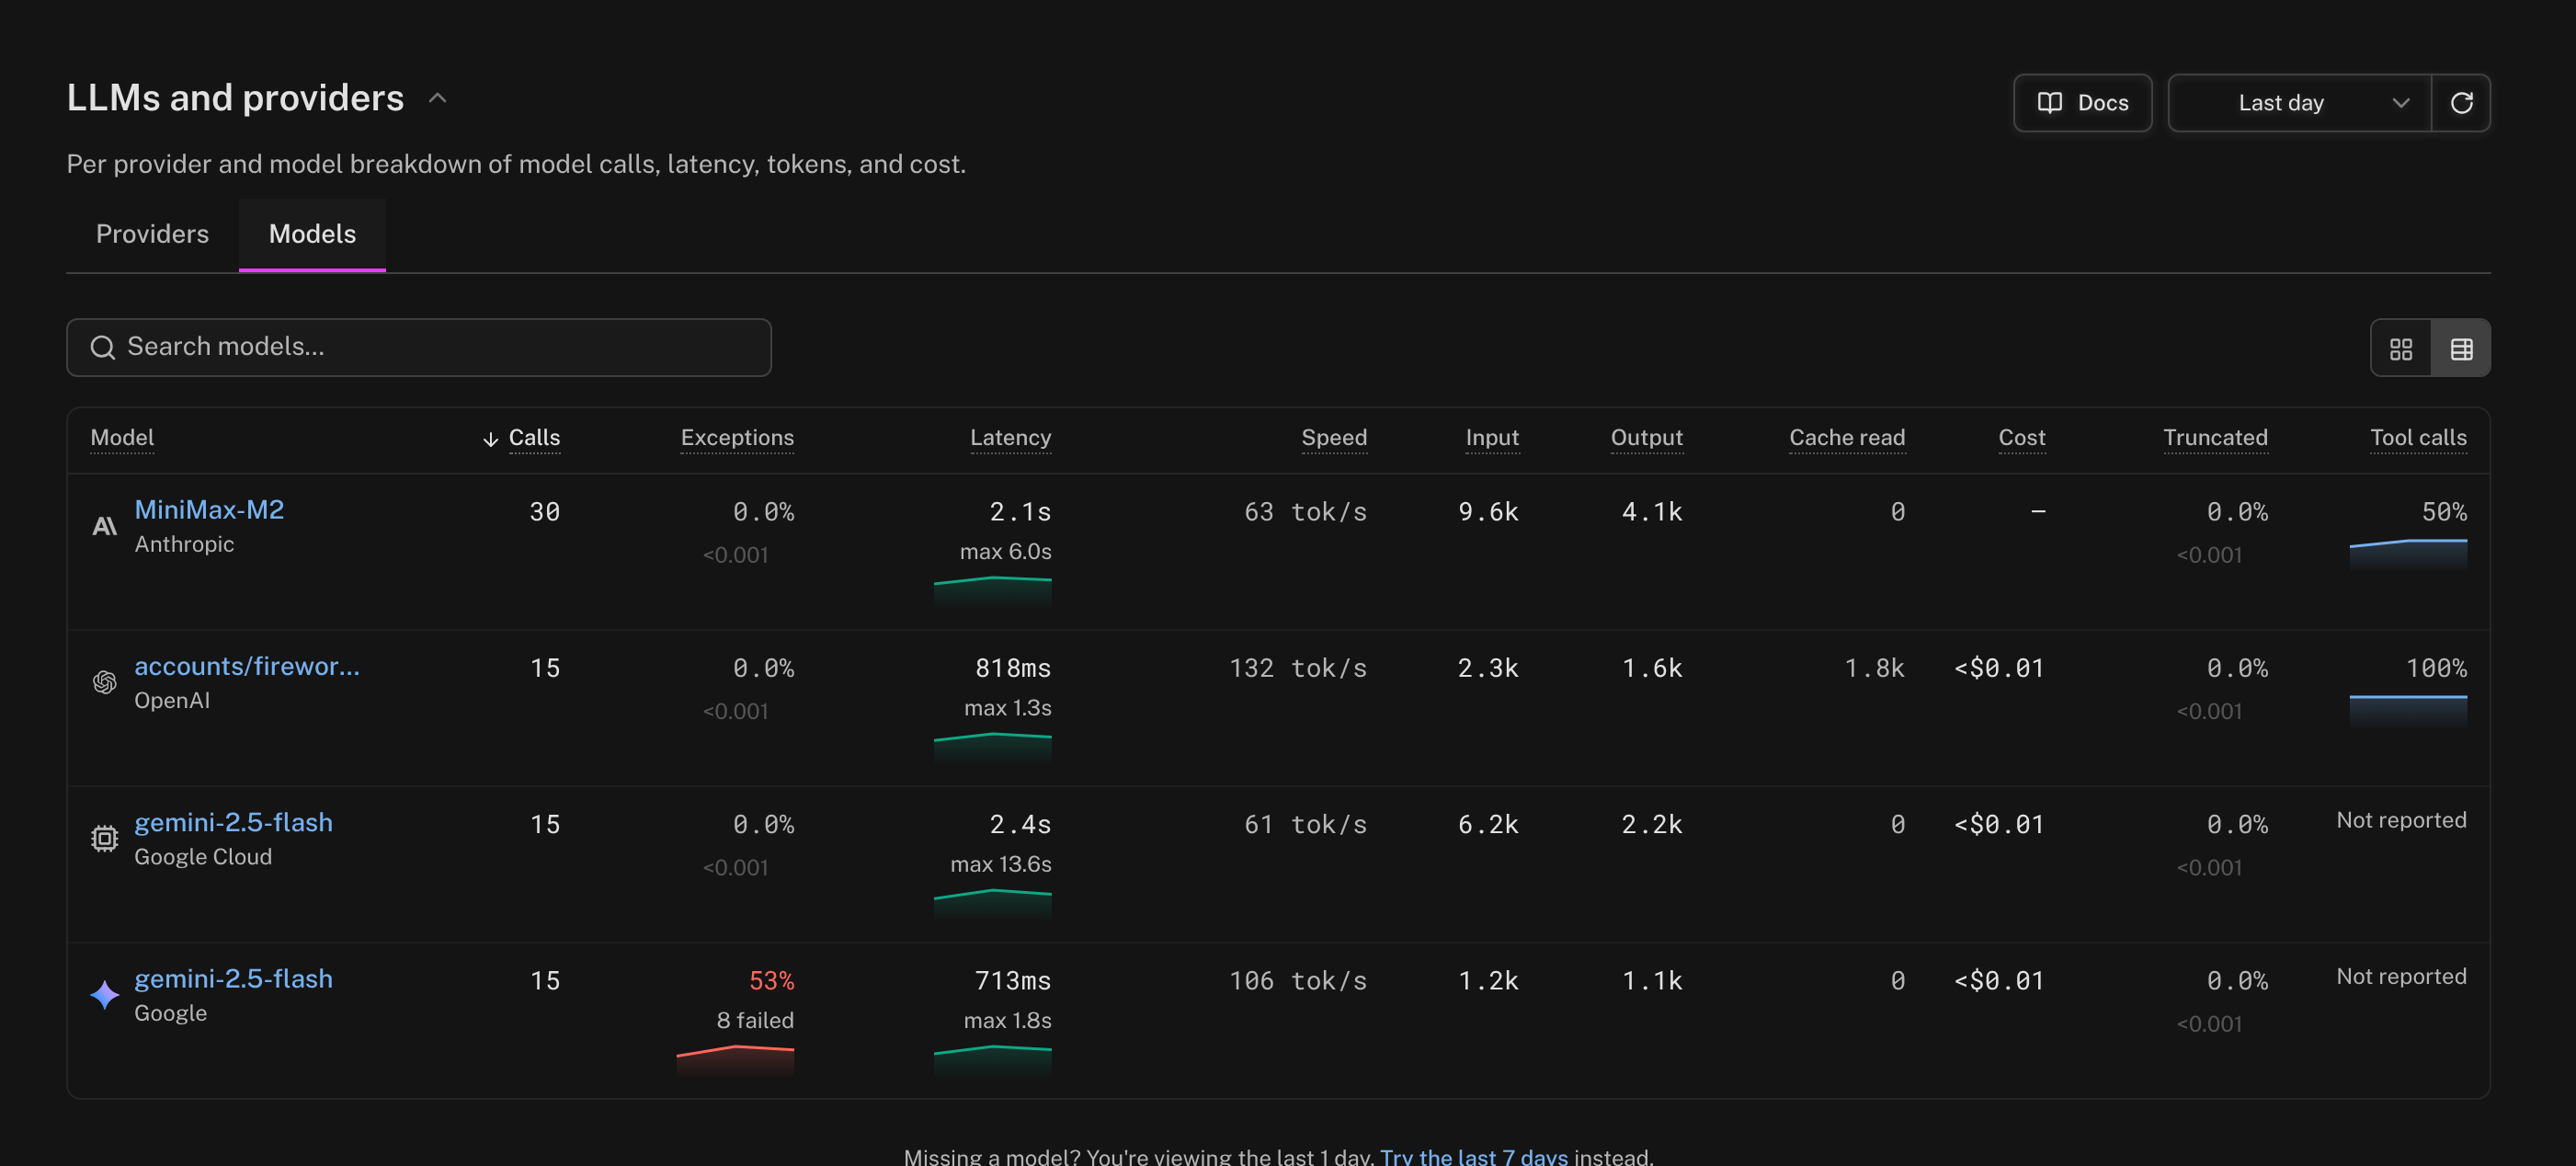 LLMs and providers
Docs
Last day
Per provider and model breakdown of model calls, latency, tokens, and cost.
Providers
Models
Search models...
Model
Calls
Exceptions
Latency
Speed
Input
Output
Cache read
Cost
Truncated
Tool calls
MiniMax-M2
Anthropic
30
0.0%
<0.001
2.1s
max 6.0s
63 tok/s
9.6k
4.1k
0
–
0.0%
<0.001
50%
accounts/firewor...
OpenAI
15
0.0%
<0.001
818ms
max 1.3s
132 tok/s
2.3k
1.6k
1.8k
<$0.01
0.0%
<0.001
100%
gemini-2.5-flash
Google Cloud
15
0.0%
<0.001
2.4s
max 13.6s
61 tok/s
6.2k
2.2k
0
<$0.01
0.0%
<0.001
Not reported
gemini-2.5-flash
Google
15
53%
8 failed
713ms
max 1.8s
106 tok/s
1.2k
1.1k
0
<$0.01
0.0%
<0.001
Not reported
Missing a model? You're viewing the last 1 day. Try the last 7 days instead.